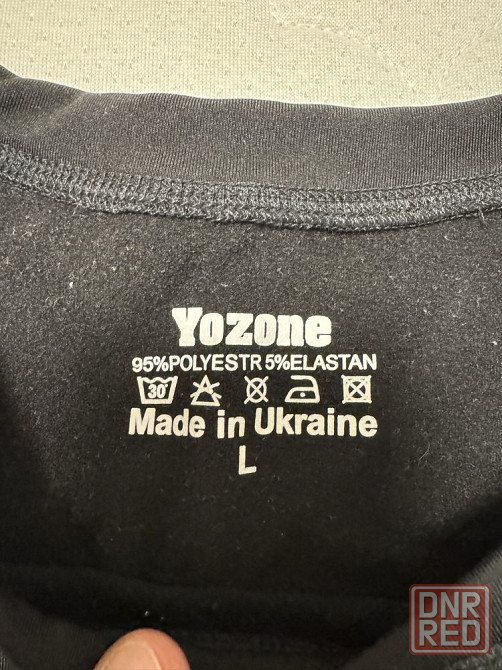 Yozone
95%POLYESTR 5%ELASTAN
30°
Made in Ukraine
L
DNR
RED